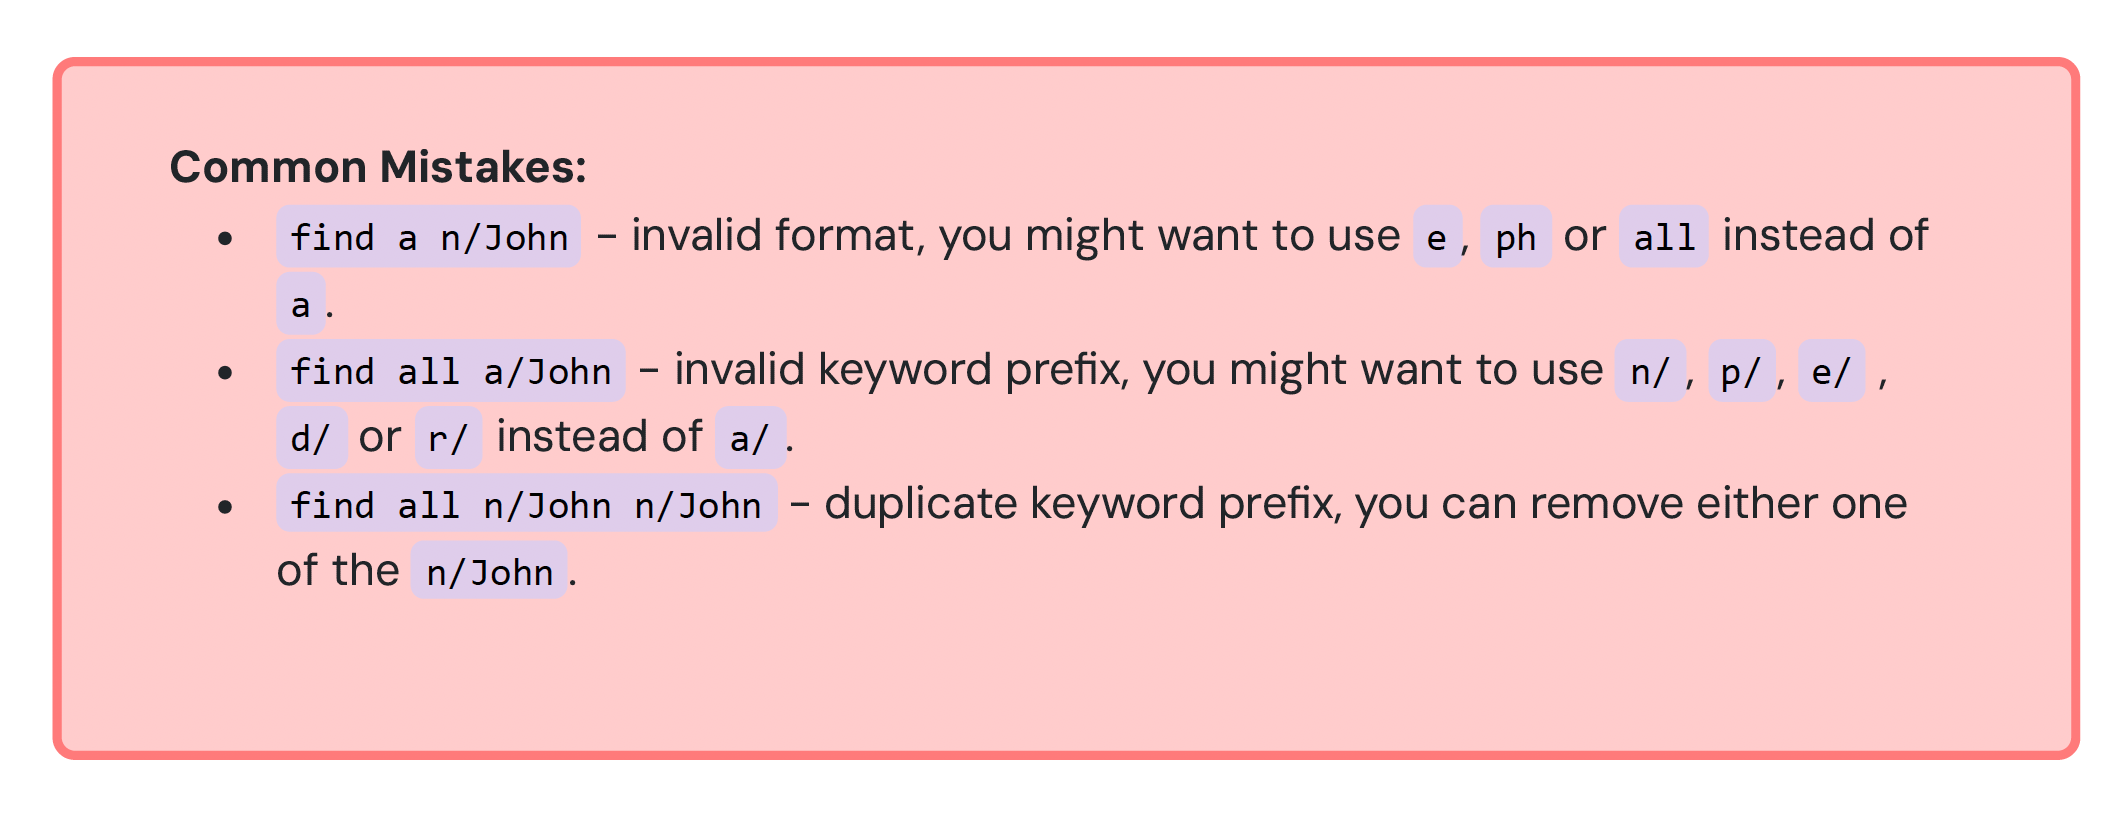 Common Mistakes:
• find a n/John - invalid format, you might want to use e, ph or all instead of
a.
• find all a/John - invalid keyword prefix, you might want to use n/, p/, e/ ,
d/ or r/ instead of a/.
• find all n/John n/John - duplicate keyword prefix, you can remove either one
of the n/John.